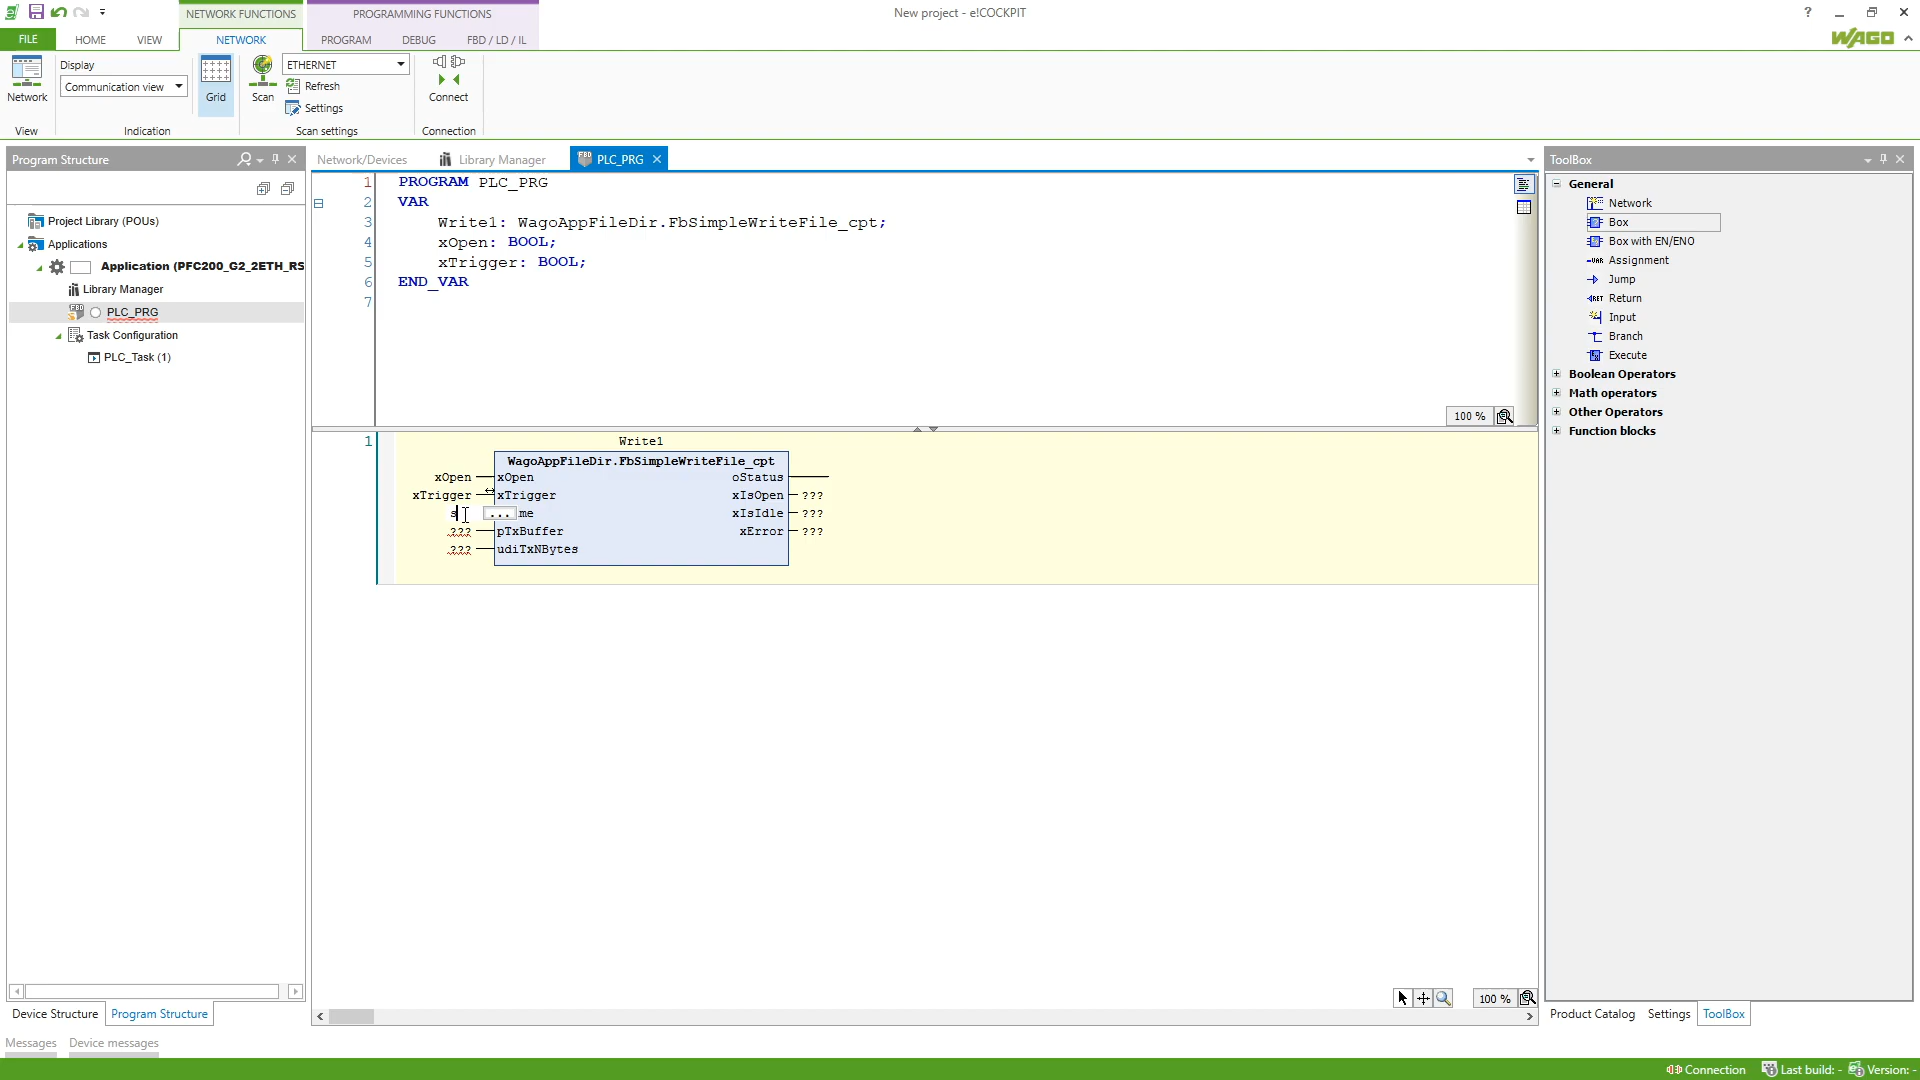 New project - e!COCKPIT
?
NETWORK FUNCTIONS
PROGRAMMING FUNCTIONS
FILE
HOME
VIEW
NETWORK
PROGRAM
DEBUG
FBD / LD / IL
WAGO
Network
View
Display
Communication view
Indication
Grid
Scan
ETHERNET
Refresh
Settings
Scan settings
Connect
Connection
Program Structure
Project Library (POUs)
Applications
Application (PFC200_G2_2ETH_RS
Library Manager
PLC_PRG
Task Configuration
PLC_Task (1)
Device Structure
Program Structure
Network/Devices
Library Manager
PLC_PRG
1 PROGRAM PLC_PRG
2 VAR
3 Write1: WagoAppFileDir.FbSimpleWriteFile_cpt;
4 xOpen: BOOL;
5 xTrigger: BOOL;
6 END_VAR
7
100 %
1
Write1
WagoAppFileDir.FbSimpleWriteFile_cpt
xOpen xOpen oStatus
xTrigger xTrigger xIsOpen ???
s ... me xIsIdle ???
??? pTxBuffer xError ???
??? udiTxNBytes
100 %
ToolBox
General
Network
Box
Box with EN/ENO
Assignment
Jump
Return
Input
Branch
Execute
Boolean Operators
Math operators
Other Operators
Function blocks
Product Catalog
Settings
ToolBox
Messages
Device messages
Connection
Last build: -
Version: -